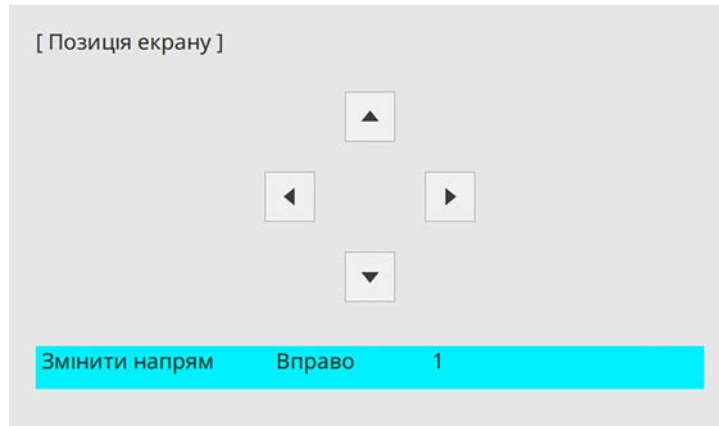 [ Позиція екрану ]
Змінити напрям Вправо 1